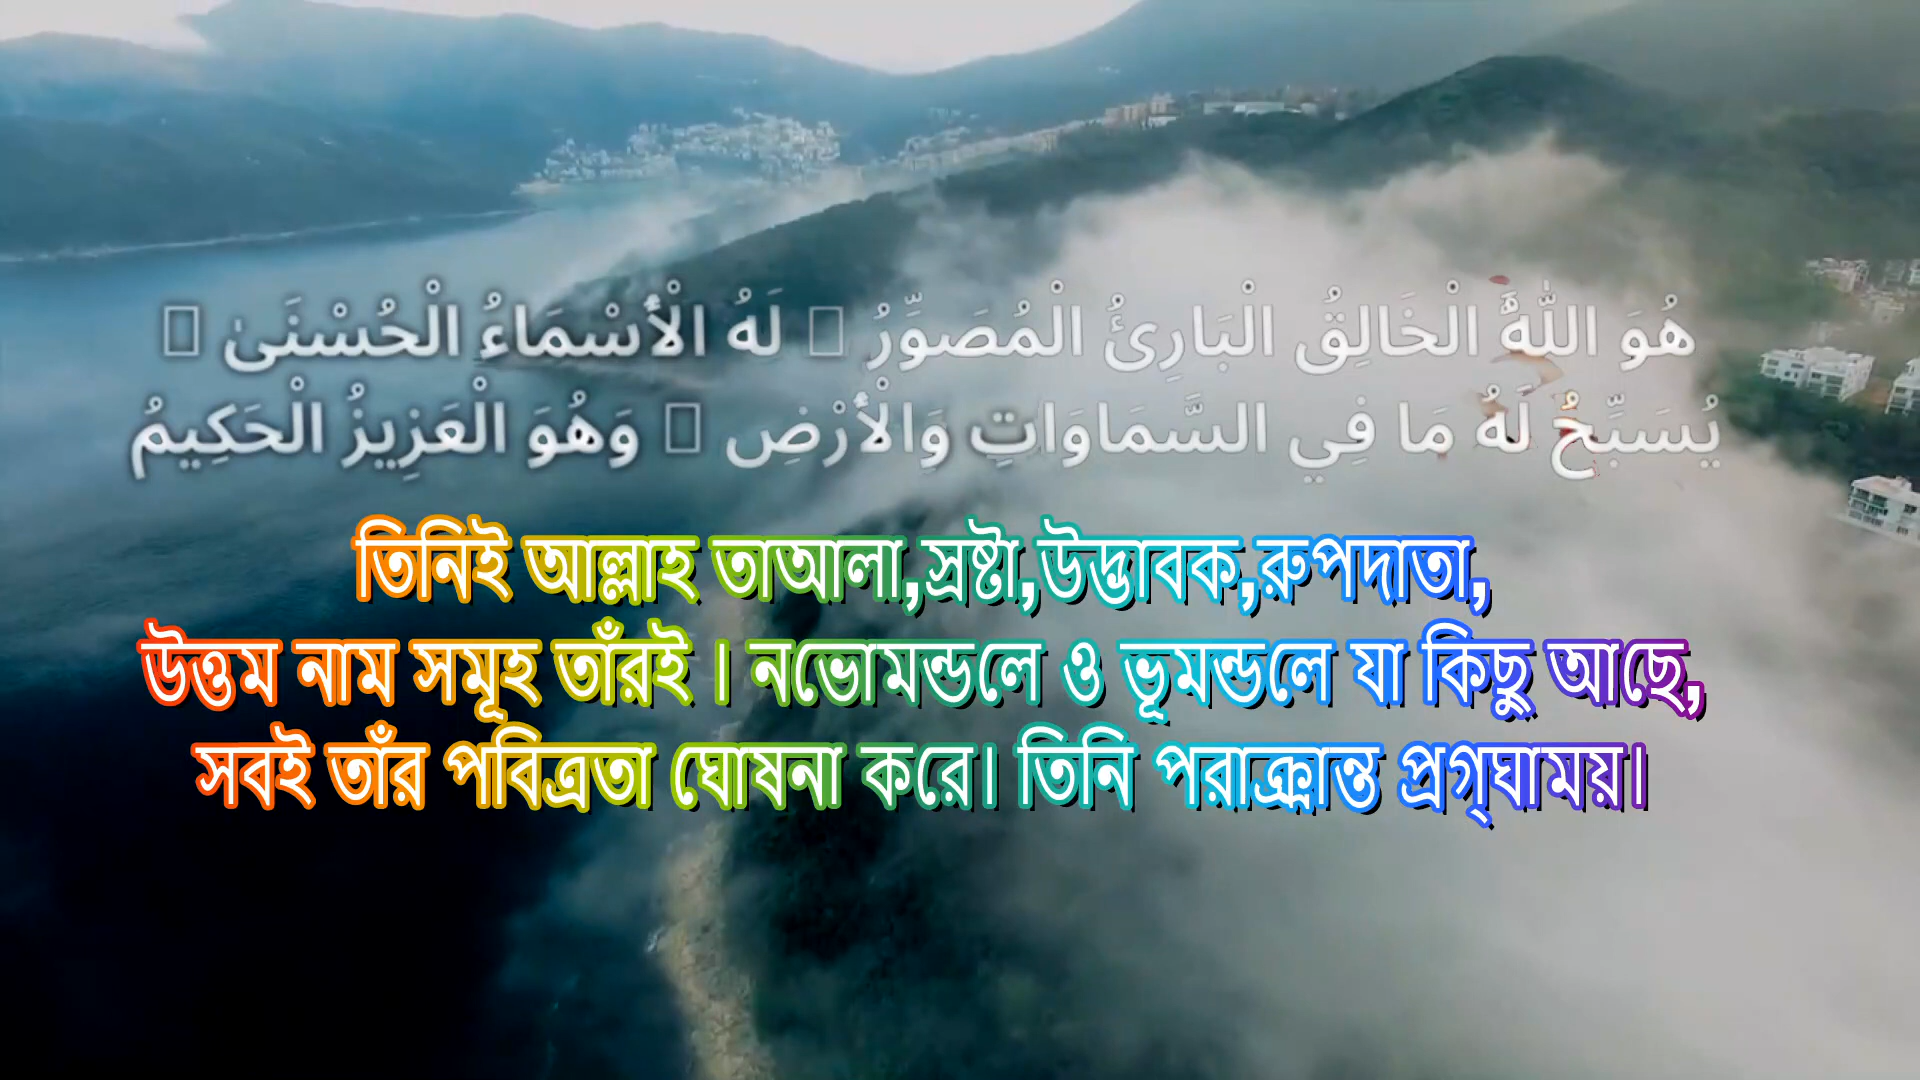 هُوَ اللَّهُ الْخَالِقُ الْبَارِئُ الْمُصَوِّرُ ۖ لَهُ الْأَسْمَاءُ الْحُسْنَىٰ ۚ
يُسَبِّحُ لَهُ مَا فِي السَّمَاوَاتِ وَالْأَرْضِ ۖ وَهُوَ الْعَزِيزُ الْحَكِيمُ
তিনিই আল্লাহ তাআলা,স্রষ্টা,উদ্ভাবক,রুপদাতা,
উত্তম নাম সমূহ তাঁরই । নভোমন্ডলে ও ভূমন্ডলে যা কিছু আছে,
সবই তাঁর পবিত্রতা ঘোষনা করে। তিনি পরাক্রান্ত প্রগ্ঘাময়।